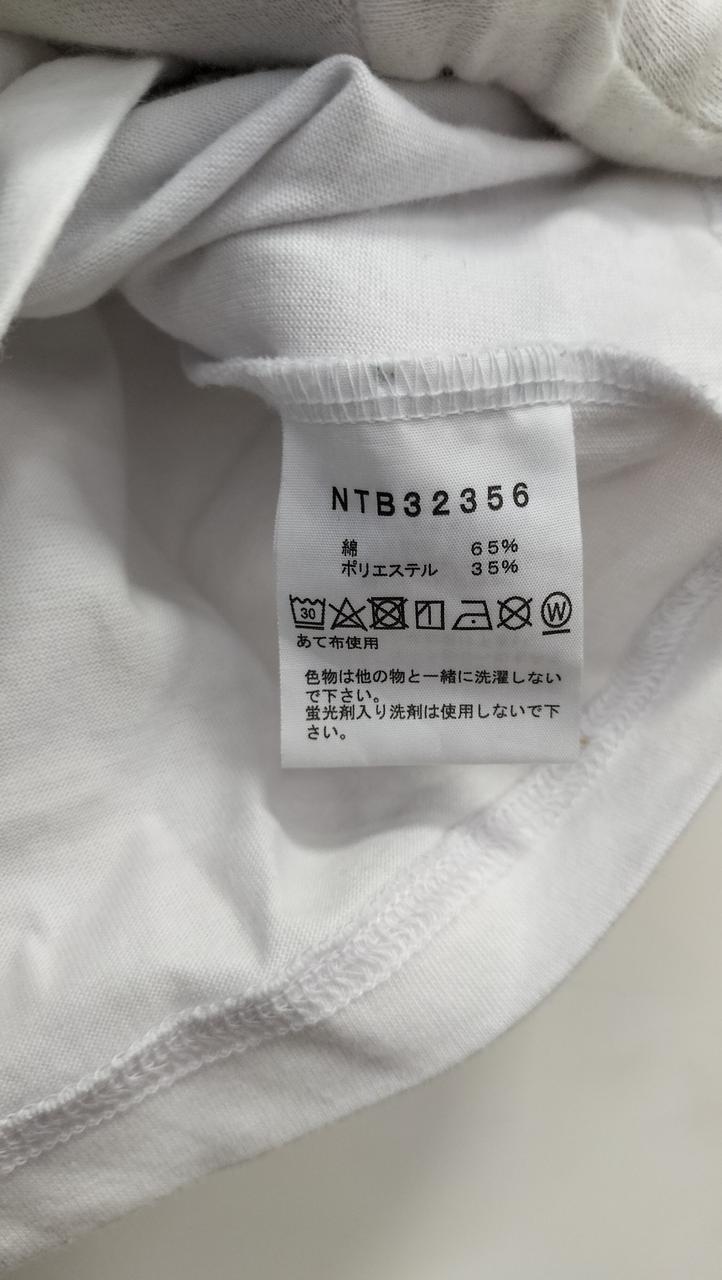 NTB32356
綿 65%
ポリエステル 35%
30 W
あて布使用
色物は他の物と一緒に洗濯しない
で下さい。
蛍光剤入り洗剤は使用しないで下
さい。